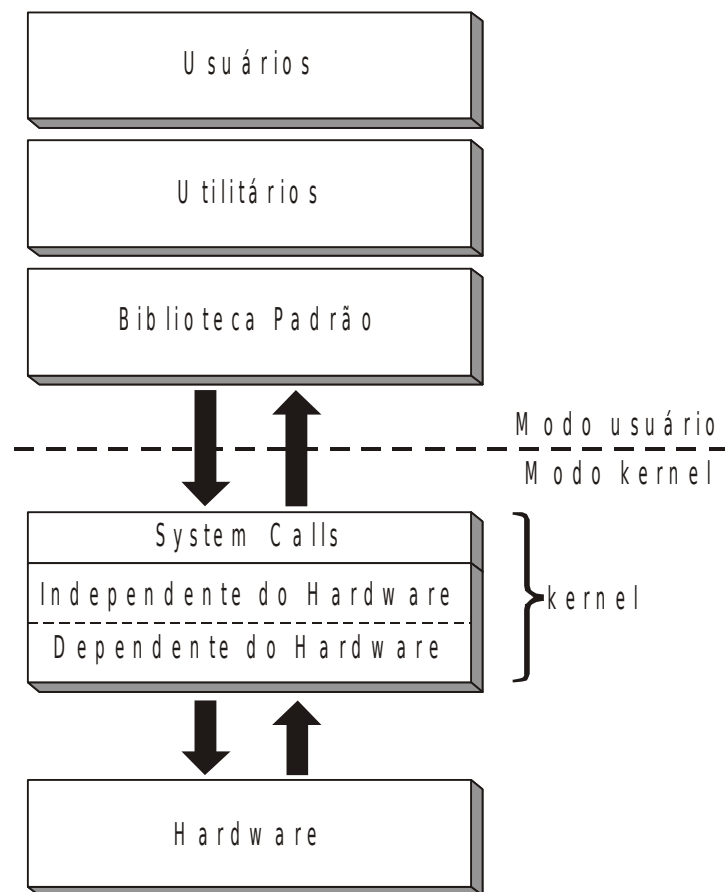 Usuários
Utilitários
Biblioteca Padrão
Modo usuário
Modo kernel
System Calls
Independente do Hardware
Dependente do Hardware
kernel
Hardware